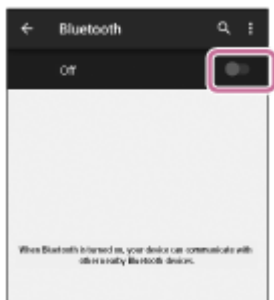 Bluetooth
Off
When Bluetooth is turned on, your device can communicate with
other nearby Bluetooth devices.